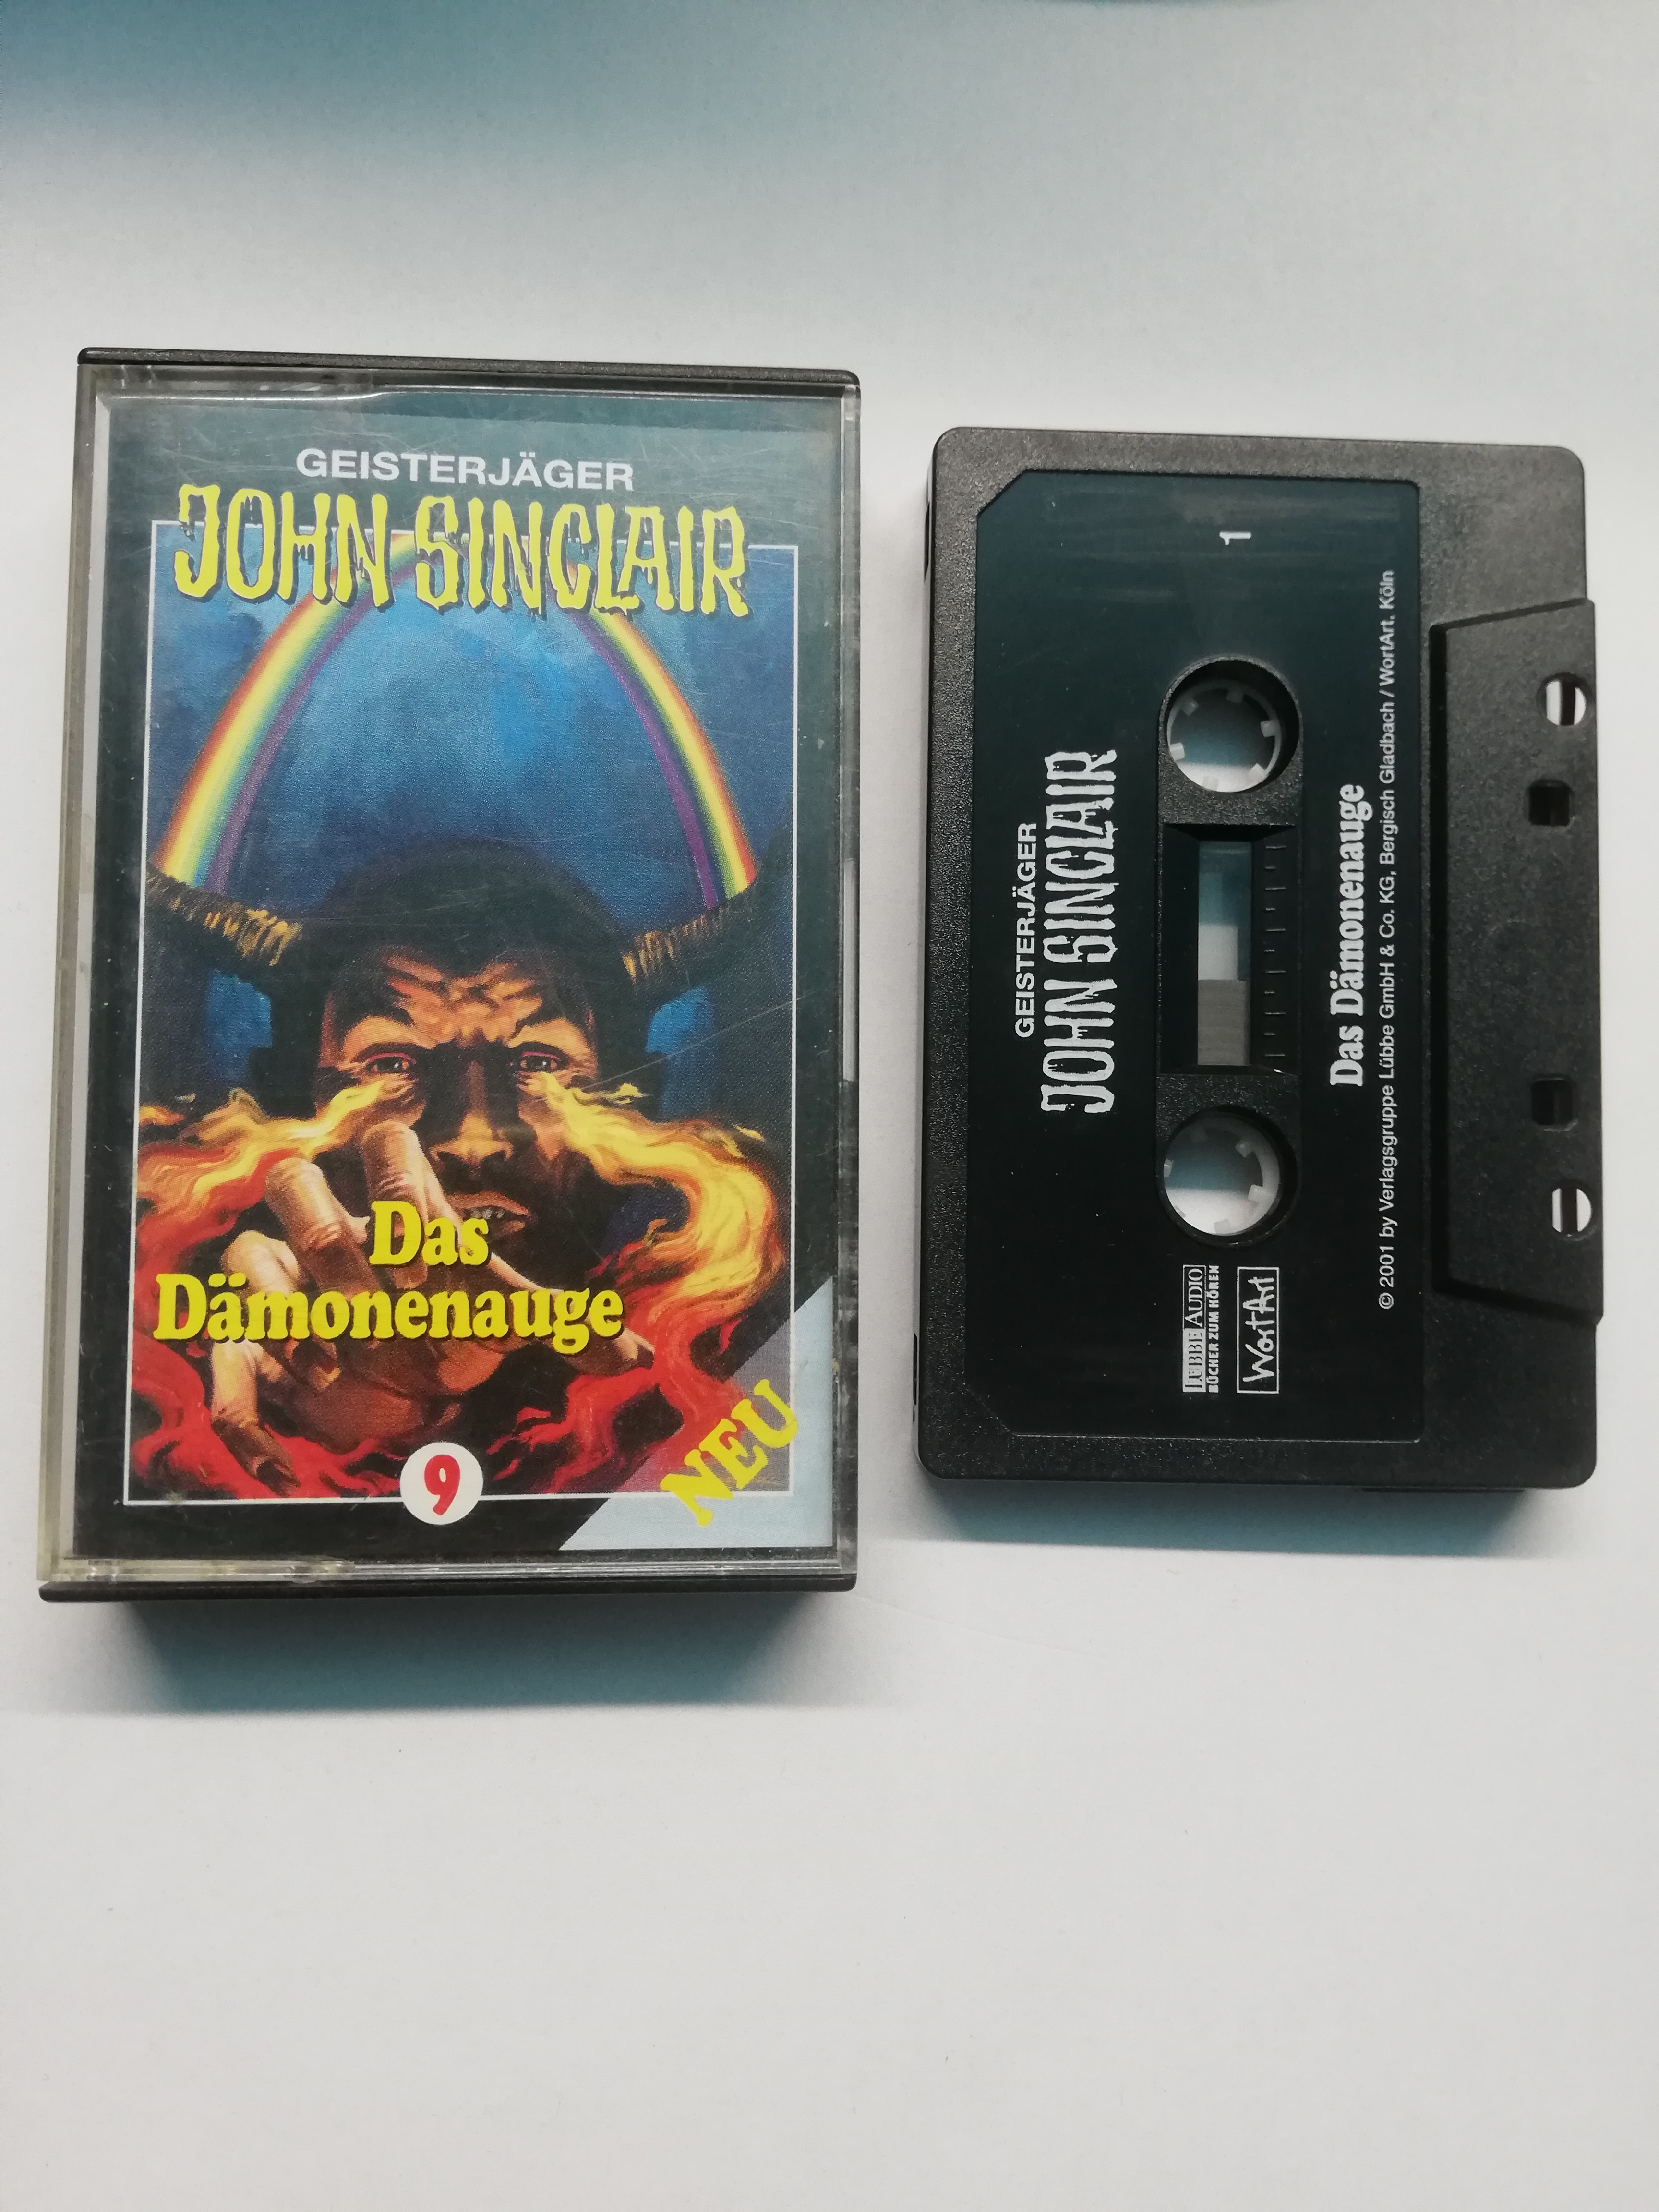 GEISTERJÄGER
JOHN SINCLAIR
Das
Dämonenauge
9
NEU
GEISTERJÄGER
JOHN SINCLAIR
1
LÜBBE AUDIO
BÜCHER ZUM HÖREN
WortArt
Das Dämonenauge
© 2001 by Verlagsgruppe Lübbe GmbH & Co. KG, Bergisch Gladbach / WortArt, Köln